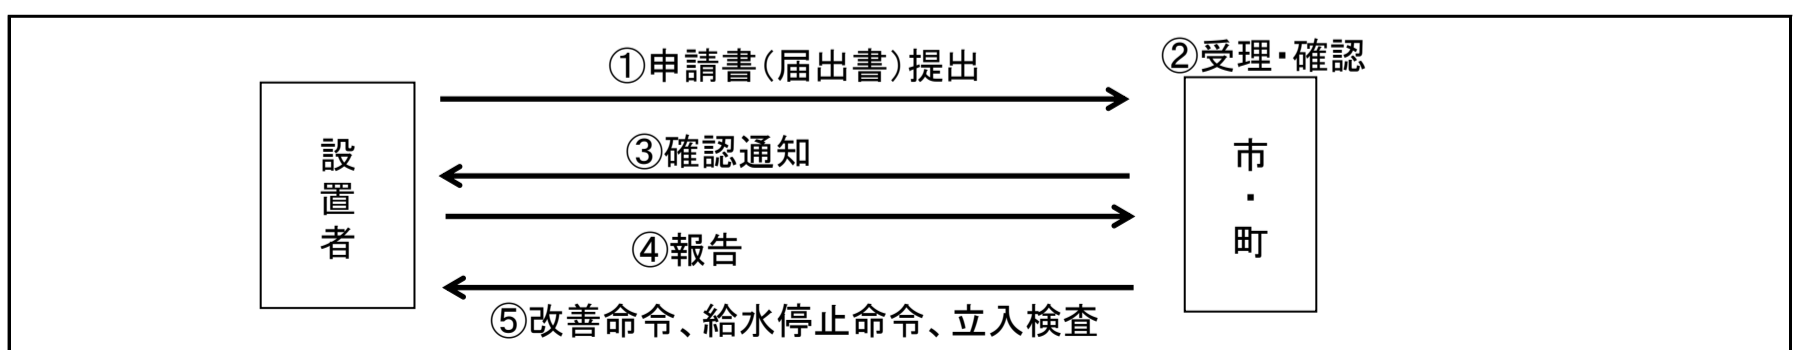 ①申請書(届出書)提出
②受理・確認
設置者
③確認通知
市・町
④報告
⑤改善命令、給水停止命令、立入検査